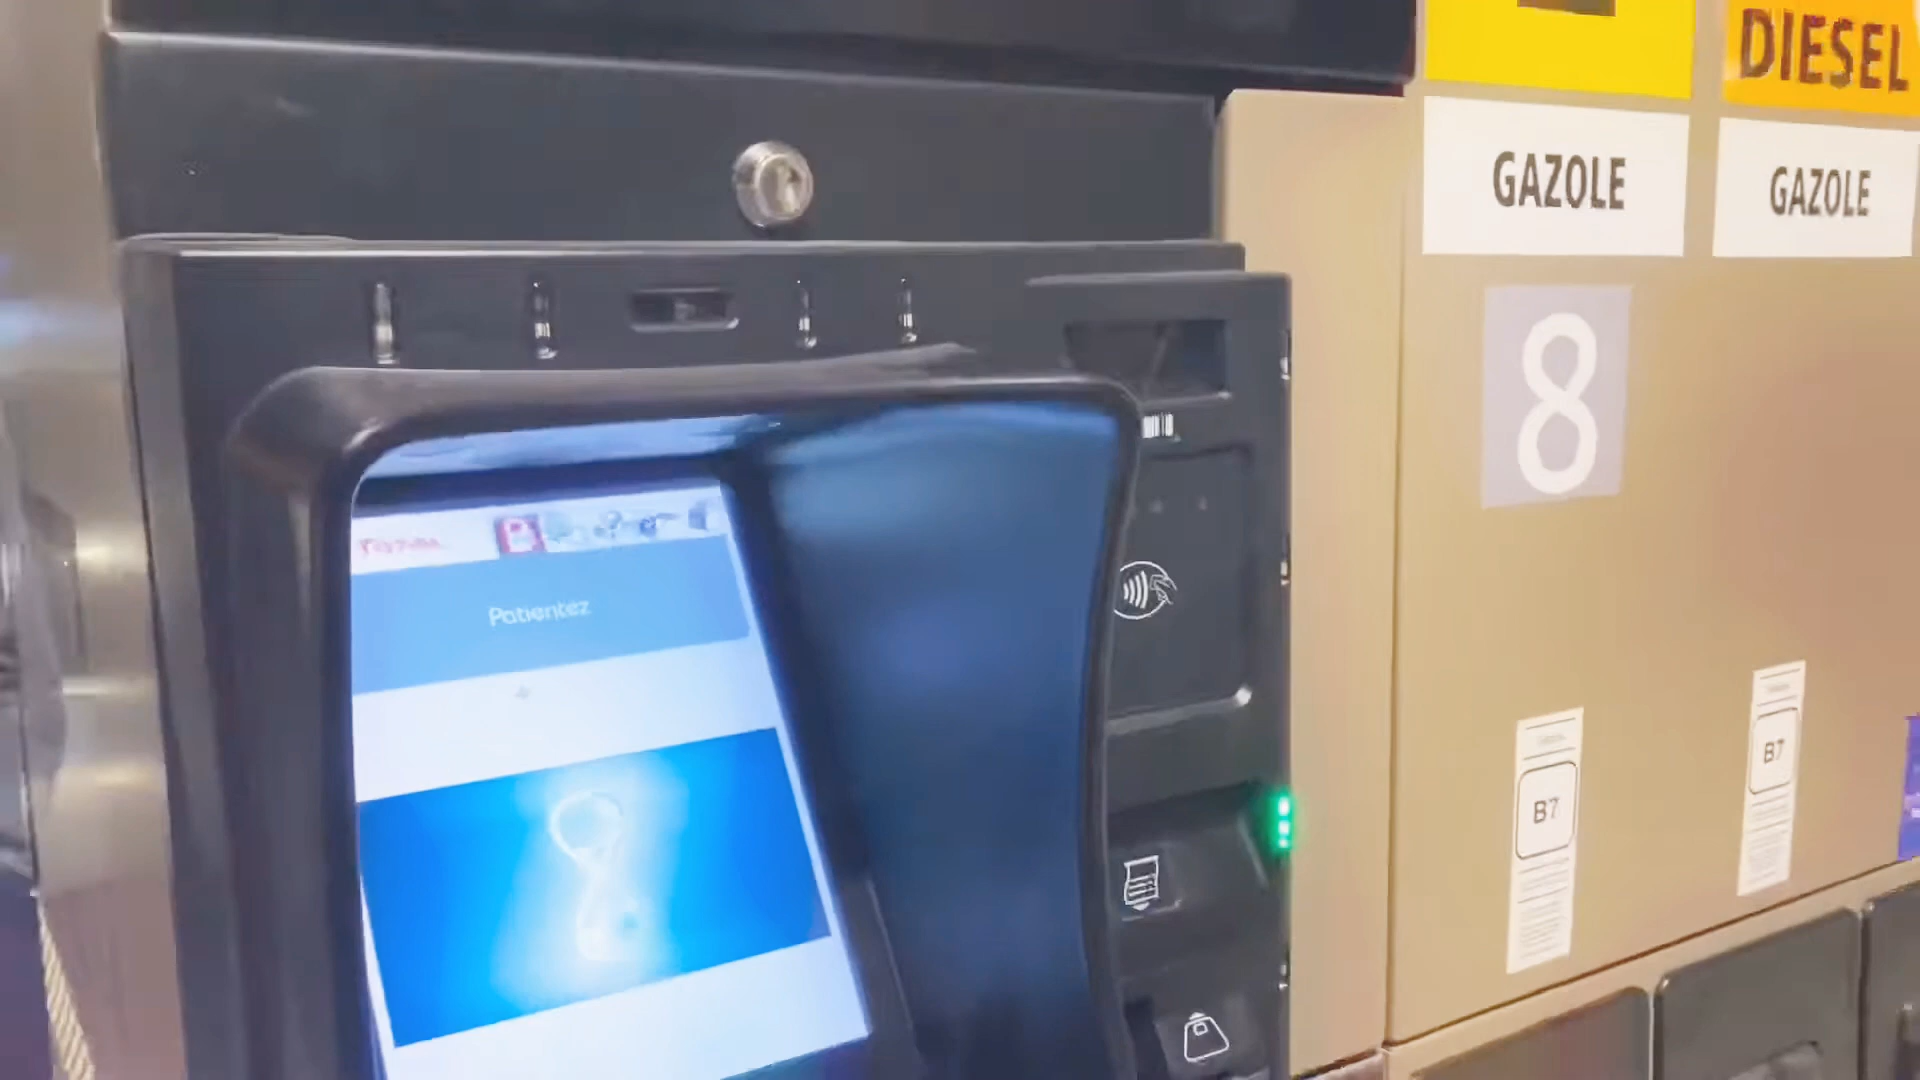 DIESEL
GAZOLE
GAZOLE
8
Patientez
B7
B7